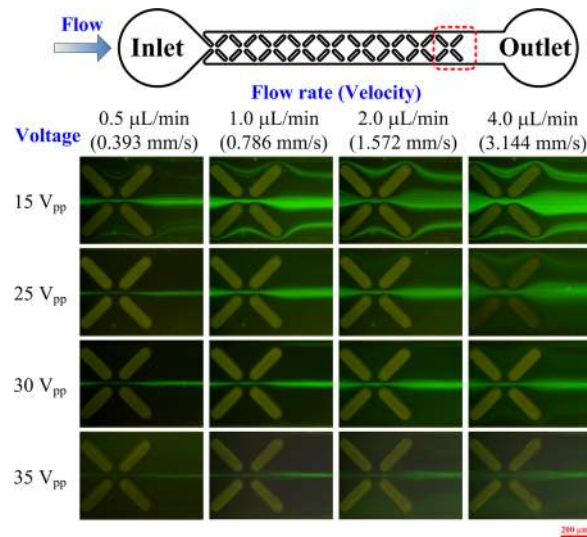 Flow
Inlet
Outlet
Flow rate (Velocity)
Voltage
0.5 μL/min 1.0 μL/min 2.0 μL/min 4.0 μL/min
(0.393 mm/s) (0.786 mm/s) (1.572 mm/s) (3.144 mm/s)
15 Vpp
25 Vpp
30 Vpp
35 Vpp
200 μm